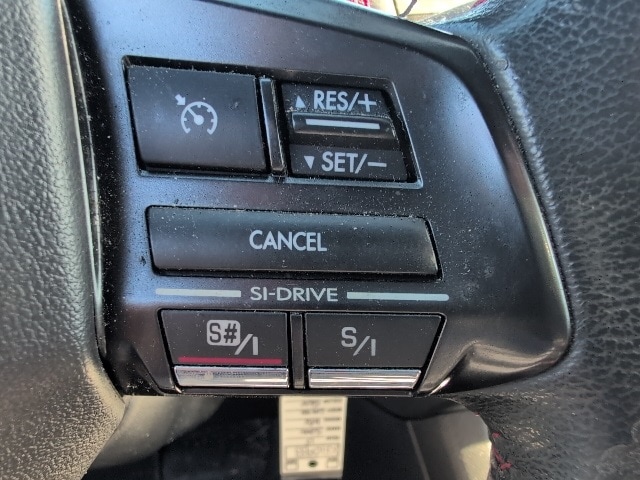 ▲ RES/+
▼ SET/−
CANCEL
SI-DRIVE
S#/I
S/I